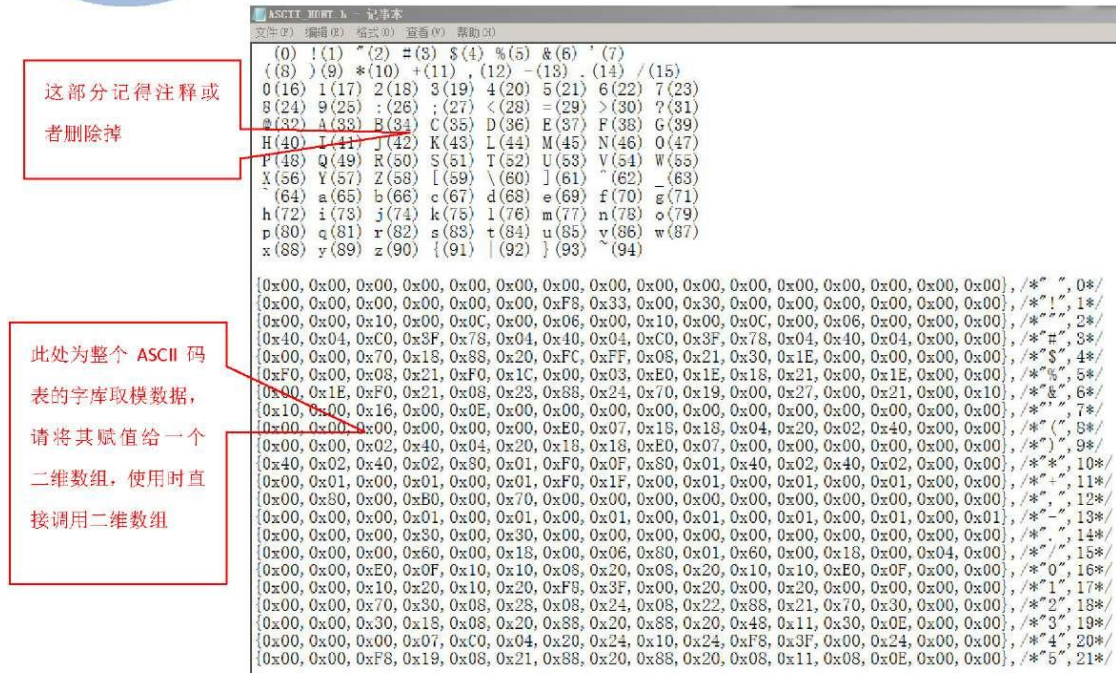 ASCII_HONT.h - 记事本
文件(F) 编辑(E) 格式(O) 查看(V) 帮助(H)
(0) !(1) "(2) #(3) $(4) %(5) &(6) '(7)
((8) )(9) *(10) +(11) ,(12) -(13) .(14) /(15)
0(16) 1(17) 2(18) 3(19) 4(20) 5(21) 6(22) 7(23)
8(24) 9(25) :(26) ;(27) <(28) =(29) >(30) ?(31)
@(32) A(33) B(34) C(35) D(36) E(37) F(38) G(39)
H(40) I(41) J(42) K(43) L(44) M(45) N(46) O(47)
P(48) Q(49) R(50) S(51) T(52) U(53) V(54) W(55)
X(56) Y(57) Z(58) [(59) \(60) ](61) ^(62) _(63)
`(64) a(65) b(66) c(67) d(68) e(69) f(70) g(71)
h(72) i(73) j(74) k(75) l(76) m(77) n(78) o(79)
p(80) q(81) r(82) s(83) t(84) u(85) v(86) w(87)
x(88) y(89) z(90) {(91) |(92) }(93) ~(94)
这部分记得注释或
者删除掉
{0x00,0x00,0x00,0x00,0x00,0x00,0x00,0x00,0x00,0x00,0x00,0x00,0x00,0x00,0x00,0x00},/*" ",0*/
{0x00,0x00,0x00,0x00,0x00,0x00,0xF8,0x33,0x00,0x30,0x00,0x00,0x00,0x00,0x00,0x00},/*"!",1*/
{0x00,0x00,0x10,0x00,0x0C,0x00,0x06,0x00,0x10,0x00,0x0C,0x00,0x06,0x00,0x00,0x00},/*""",2*/
{0x40,0x04,0xC0,0x3F,0x78,0x04,0x40,0x04,0xC0,0x3F,0x78,0x04,0x40,0x04,0x00,0x00},/*"#",3*/
{0x00,0x00,0x70,0x18,0x88,0x20,0xFC,0xFF,0x08,0x21,0x30,0x1E,0x00,0x00,0x00,0x00},/*"$",4*/
{0xF0,0x00,0x08,0x21,0xF0,0x1C,0x00,0x03,0xE0,0x1E,0x18,0x21,0x00,0x1E,0x00,0x00},/*"%",5*/
{0x00,0x1E,0xF0,0x21,0x08,0x23,0x88,0x24,0x70,0x19,0x00,0x27,0x00,0x21,0x00,0x10},/*"&",6*/
{0x10,0x00,0x16,0x00,0x0E,0x00,0x00,0x00,0x00,0x00,0x00,0x00,0x00,0x00,0x00,0x00},/*"'",7*/
{0x00,0x00,0x00,0x00,0x00,0x00,0xE0,0x07,0x18,0x18,0x04,0x20,0x02,0x40,0x00,0x00},/*"(",8*/
{0x00,0x00,0x02,0x40,0x04,0x20,0x18,0x18,0xE0,0x07,0x00,0x00,0x00,0x00,0x00,0x00},/*")",9*/
{0x40,0x02,0x40,0x02,0x80,0x01,0xF0,0x0F,0x80,0x01,0x40,0x02,0x40,0x02,0x00,0x00},/*"*",10*/
{0x00,0x01,0x00,0x01,0x00,0x01,0xF0,0x1F,0x00,0x01,0x00,0x01,0x00,0x01,0x00,0x00},/*"+",11*/
{0x00,0x80,0x00,0xB0,0x00,0x70,0x00,0x00,0x00,0x00,0x00,0x00,0x00,0x00,0x00,0x00},/*",",12*/
{0x00,0x00,0x00,0x01,0x00,0x01,0x00,0x01,0x00,0x01,0x00,0x01,0x00,0x01,0x00,0x01},/*"-",13*/
{0x00,0x00,0x00,0x30,0x00,0x30,0x00,0x00,0x00,0x00,0x00,0x00,0x00,0x00,0x00,0x00},/*".",14*/
{0x00,0x00,0x00,0x60,0x00,0x18,0x00,0x06,0x80,0x01,0x60,0x00,0x18,0x00,0x04,0x00},/*"/",15*/
{0x00,0x00,0xE0,0x0F,0x10,0x10,0x08,0x20,0x08,0x20,0x10,0x10,0xE0,0x0F,0x00,0x00},/*"0",16*/
{0x00,0x00,0x10,0x20,0x10,0x20,0xF8,0x3F,0x00,0x20,0x00,0x20,0x00,0x00,0x00,0x00},/*"1",17*/
{0x00,0x00,0x70,0x30,0x08,0x28,0x08,0x24,0x08,0x22,0x88,0x21,0x70,0x30,0x00,0x00},/*"2",18*/
{0x00,0x00,0x30,0x18,0x08,0x20,0x88,0x20,0x88,0x20,0x48,0x11,0x30,0x0E,0x00,0x00},/*"3",19*/
{0x00,0x00,0x00,0x07,0xC0,0x04,0x20,0x24,0x10,0x24,0xF8,0x3F,0x00,0x24,0x00,0x00},/*"4",20*/
{0x00,0x00,0xF8,0x19,0x08,0x21,0x88,0x20,0x88,0x20,0x08,0x11,0x08,0x0E,0x00,0x00},/*"5",21*/
此处为整个 ASCII 码
表的字库取模数据，
请将其赋值给一个
二维数组，使用时直
接调用二维数组